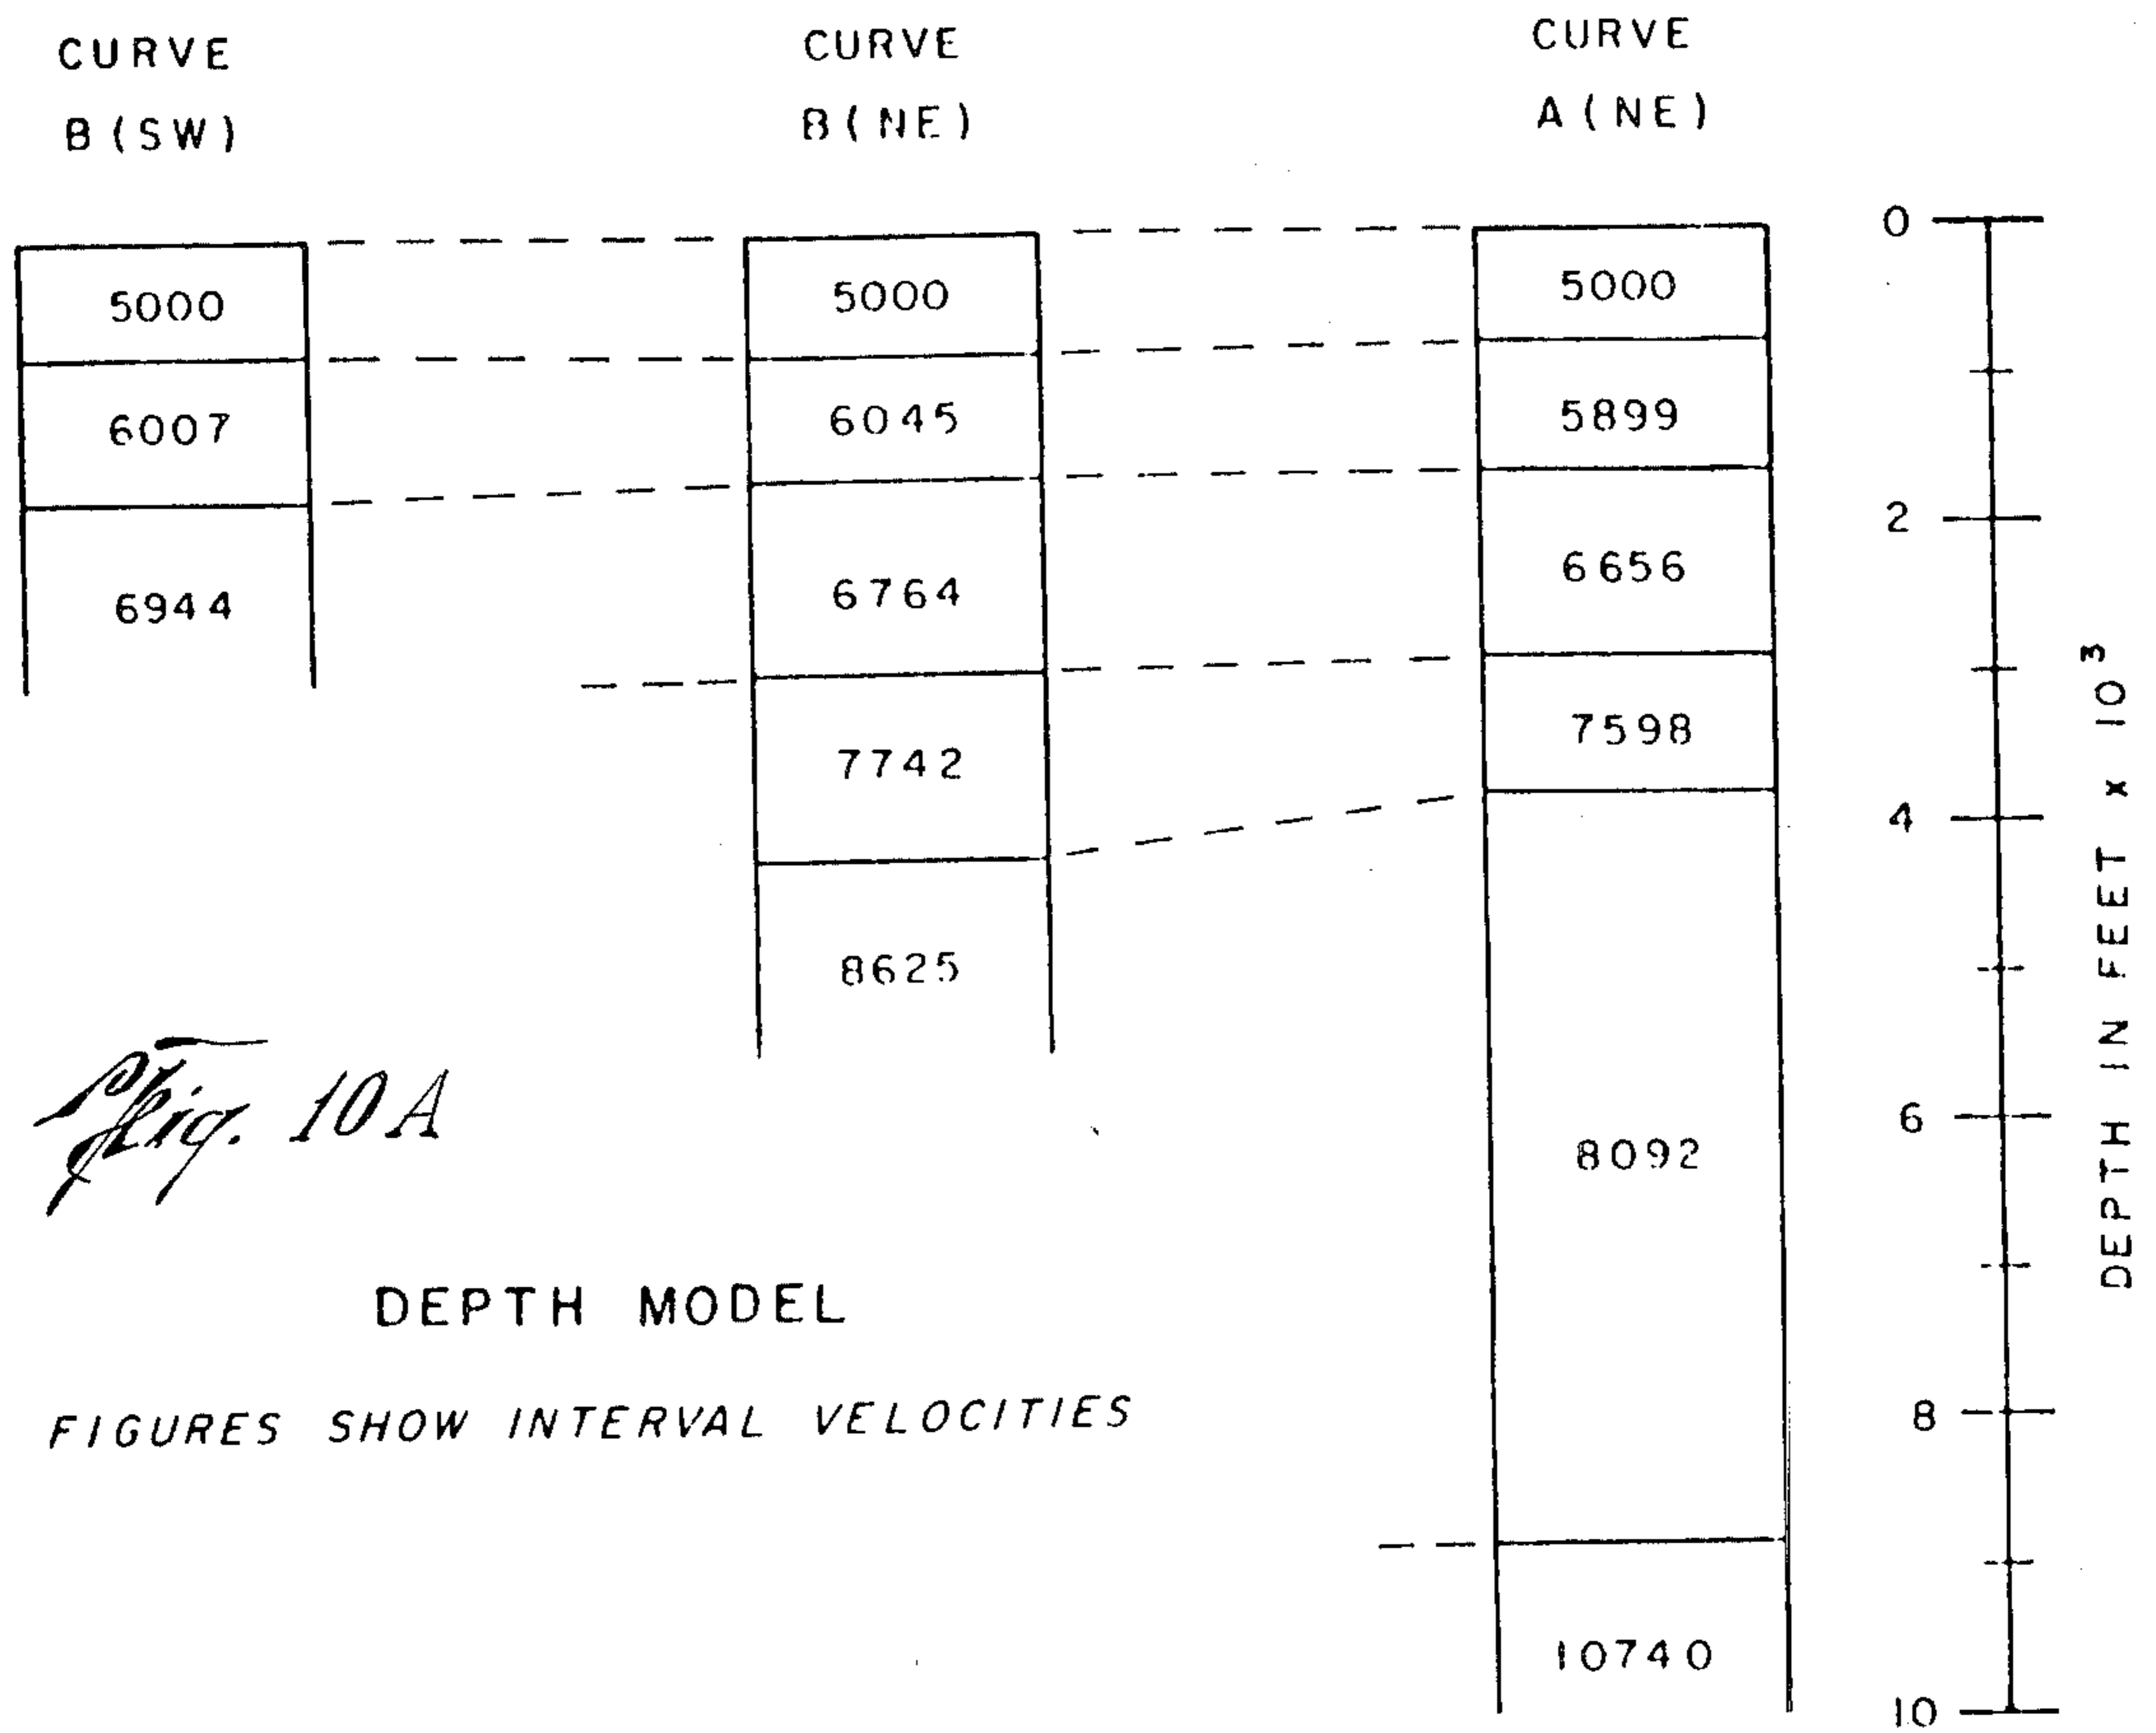 CURVE
B (SW)
CURVE
B (NE)
CURVE
A (NE)
5000
6007
6944
5000
6045
6764
7742
8625
5000
5899
6656
7598
8092
10740
0
2
4
6
8
10
DEPTH IN FEET x 10³
Fig. 10A
DEPTH MODEL
FIGURES SHOW INTERVAL VELOCITIES